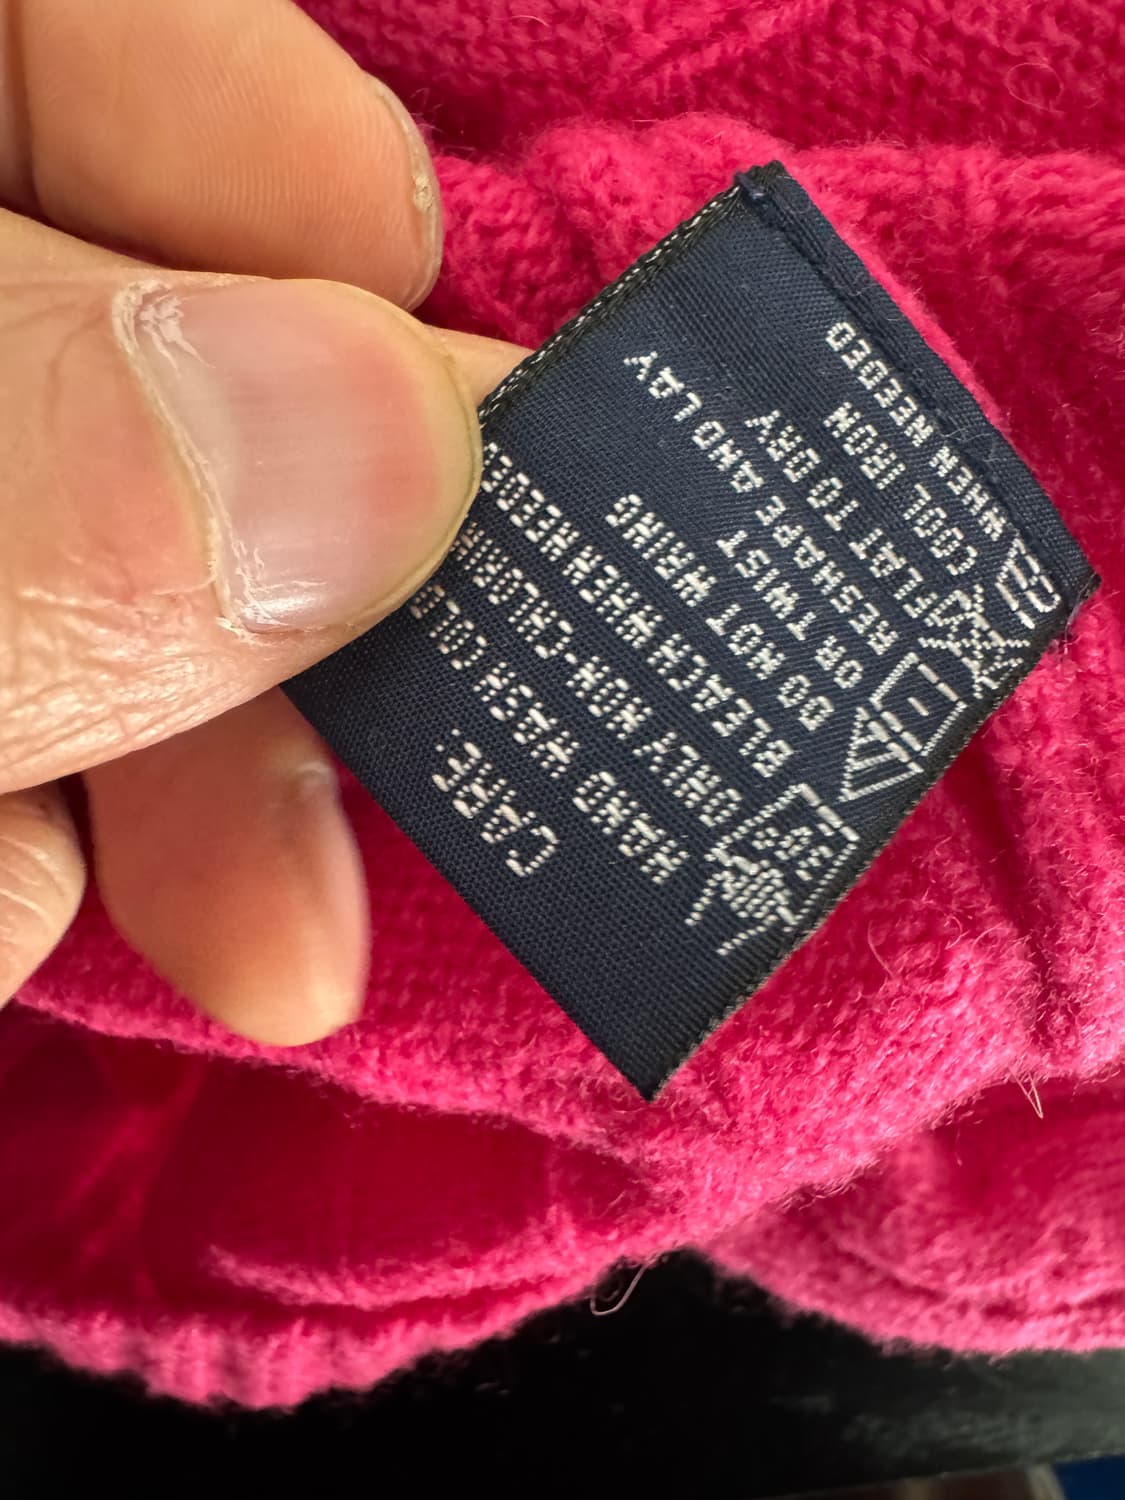 CARE:
HAND WASH COLD
ONLY NON-CHLORIN
BLEACH WHEN NEEDED
DO NOT WRING
OR TWIST
RESHAPE AND LAY
FLAT TO DRY
COOL IRON
WHEN NEEDED